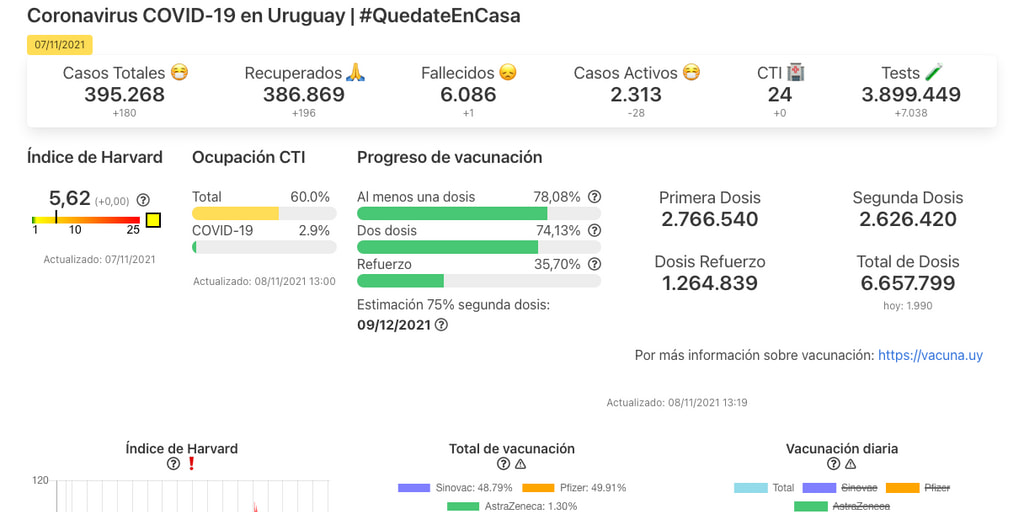 Coronavirus COVID-19 en Uruguay | #QuedateEnCasa
07/11/2021
Casos Totales 😷 Recuperados 🙏 Fallecidos 😞 Casos Activos 😷 CTI 🏥 Tests 🧪
395.268 386.869 6.086 2.313 24 3.899.449
+180 +196 +1 -28 +0 +7.038
Índice de Harvard
5,62 (+0,00) ?
1 10 25
Actualizado: 07/11/2021
Ocupación CTI
Total 60.0%
COVID-19 2.9%
Actualizado: 08/11/2021 13:00
Progreso de vacunación
Al menos una dosis 78,08% ?
Dos dosis 74,13% ?
Refuerzo 35,70% ?
Estimación 75% segunda dosis:
09/12/2021 ?
Primera Dosis
2.766.540
Segunda Dosis
2.626.420
Dosis Refuerzo
1.264.839
Total de Dosis
6.657.799
hoy: 1.990
Por más información sobre vacunación: https://vacuna.uy
Actualizado: 08/11/2021 13:19
Índice de Harvard
? ❗
120
Total de vacunación
? ⚠
Sinovac: 48.79% Pfizer: 49.91%
AstraZeneca: 1.30%
Vacunación diaria
? ⚠
Total Sinovac Pfizer
AstraZeneca